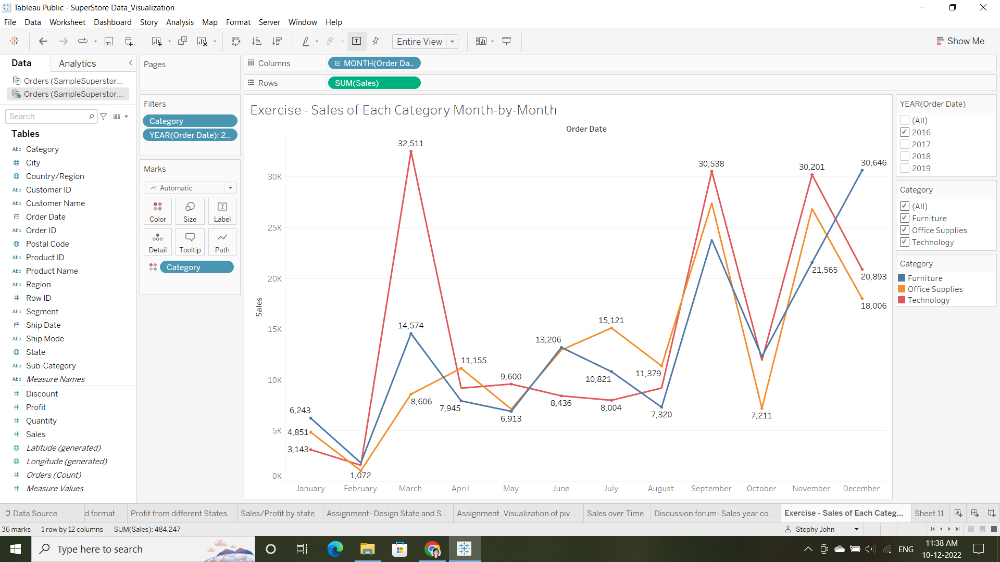 Tableau Public - SuperStore Data_Visualization
File Data Worksheet Dashboard Story Analysis Map Format Server Window Help
Entire View
Show Me
Data
Analytics
Orders (SampleSuperstor...
Orders (SampleSuperstor...
Search
Tables
Abc Category
City
Country/Region
Abc Customer ID
Abc Customer Name
Order Date
Abc Order ID
Postal Code
Abc Product ID
Abc Product Name
Abc Region
# Row ID
Abc Segment
Ship Date
Abc Ship Mode
State
Abc Sub-Category
Abc Measure Names
# Discount
# Profit
# Quantity
# Sales
Latitude (generated)
Longitude (generated)
# Orders (Count)
# Measure Values
Pages
Filters
Category
YEAR(Order Date): 2..
Marks
Automatic
Color Size Label
Detail Tooltip Path
Category
Columns
MONTH(Order Da..
Rows
SUM(Sales)
Exercise - Sales of Each Category Month-by-Month
Order Date
32,511
30,538
30,201
30,646
30K
25K
21,565
20,893
20K
Sales
18,006
14,574
15,121
15K
13,206
11,155
9,600
10,821
11,379
10K
8,606
7,945
8,436
8,004
6,913
7,320
7,211
6,243
4,851
5K
3,143
1,072
0K
January February March April May June July August September October November December
YEAR(Order Date)
(All)
2016
2017
2018
2019
Category
(All)
Furniture
Office Supplies
Technology
Category
Furniture
Office Supplies
Technology
Data Source
d format...
Profit from different States
Sales/Profit by state
Assignment- Design State and S...
Assignment_Visualization of piv...
Sales over Time
Discussion forum- Sales year co...
Exercise - Sales of Each Categ...
Sheet 11
36 marks 1 row by 12 columns SUM(Sales): 484,247
Stephy John
Type here to search
ENG
11:38 AM
10-12-2022